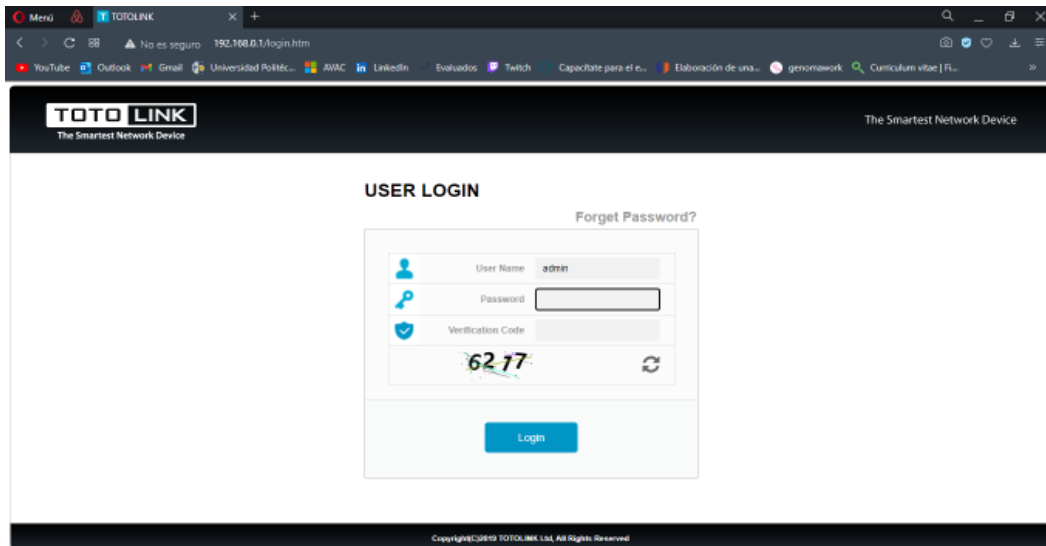 Menú TOTOLINK
No es seguro 192.168.0.1/login.htm
YouTube Outlook Gmail Universidad Politéc... AWAC LinkedIn Evaluados Twitch Capacítate para el e... Elaboración de una... genomawork Curriculum vitae | Fi...
TOTO LINK
The Smartest Network Device
The Smartest Network Device
USER LOGIN
Forget Password?
User Name admin
Password
Verification Code
6217
Login
Copyright(C)2019 TOTOLINK Ltd, All Rights Reserved